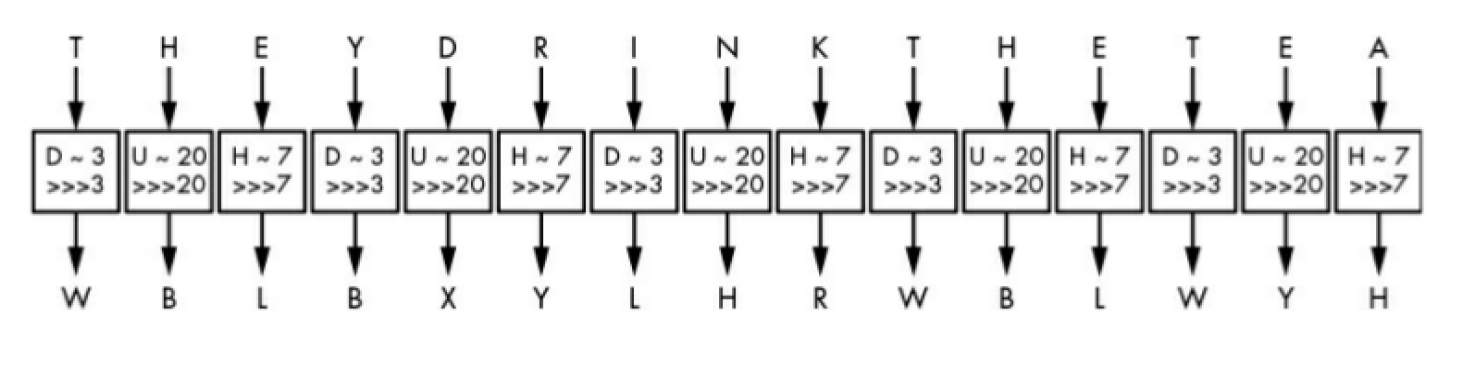 T H E Y D R I N K T H E T E A
D ~ 3 U ~ 20 H ~ 7 D ~ 3 U ~ 20 H ~ 7 D ~ 3 U ~ 20 H ~ 7 D ~ 3 U ~ 20 H ~ 7 D ~ 3 U ~ 20 H ~ 7
>>>3 >>>20 >>>7 >>>3 >>>20 >>>7 >>>3 >>>20 >>>7 >>>3 >>>20 >>>7 >>>3 >>>20 >>>7
W B L B X Y L H R W B L W Y H